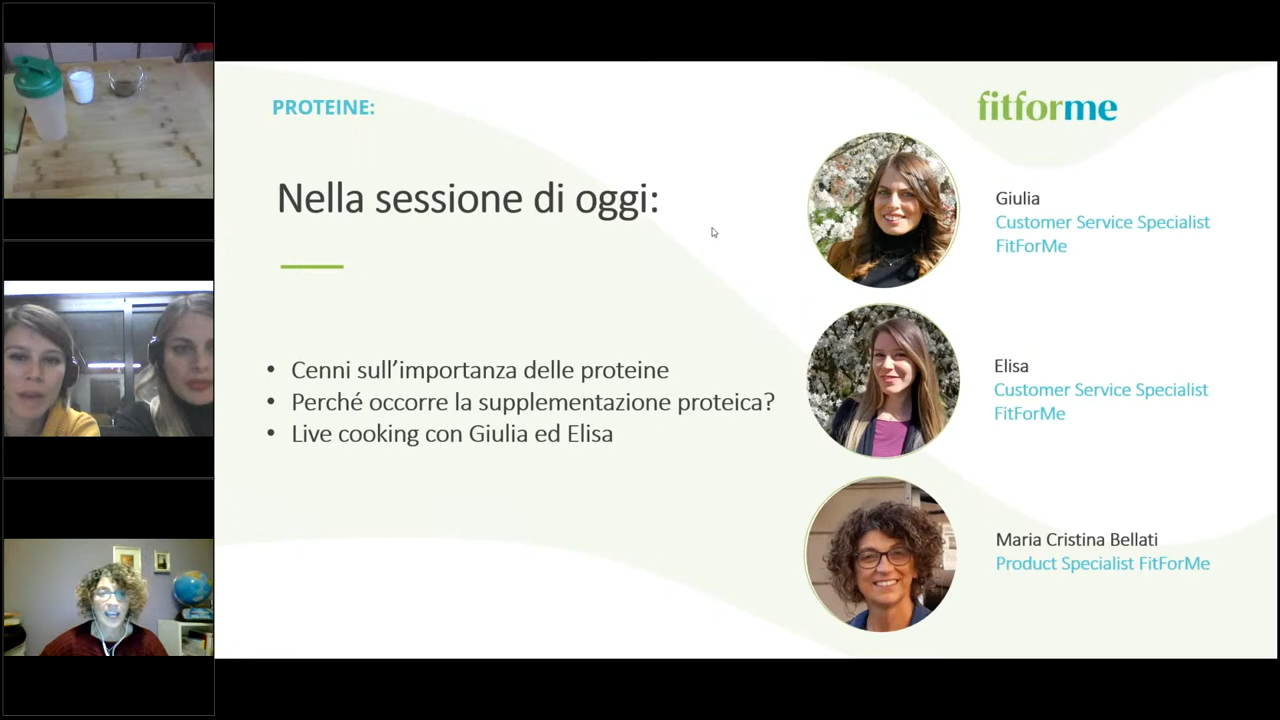 PROTEINE:
fitforme
Nella sessione di oggi:
• Cenni sull’importanza delle proteine
• Perché occorre la supplementazione proteica?
• Live cooking con Giulia ed Elisa
Giulia
Customer Service Specialist
FitForMe
Elisa
Customer Service Specialist
FitForMe
Maria Cristina Bellati
Product Specialist FitForMe